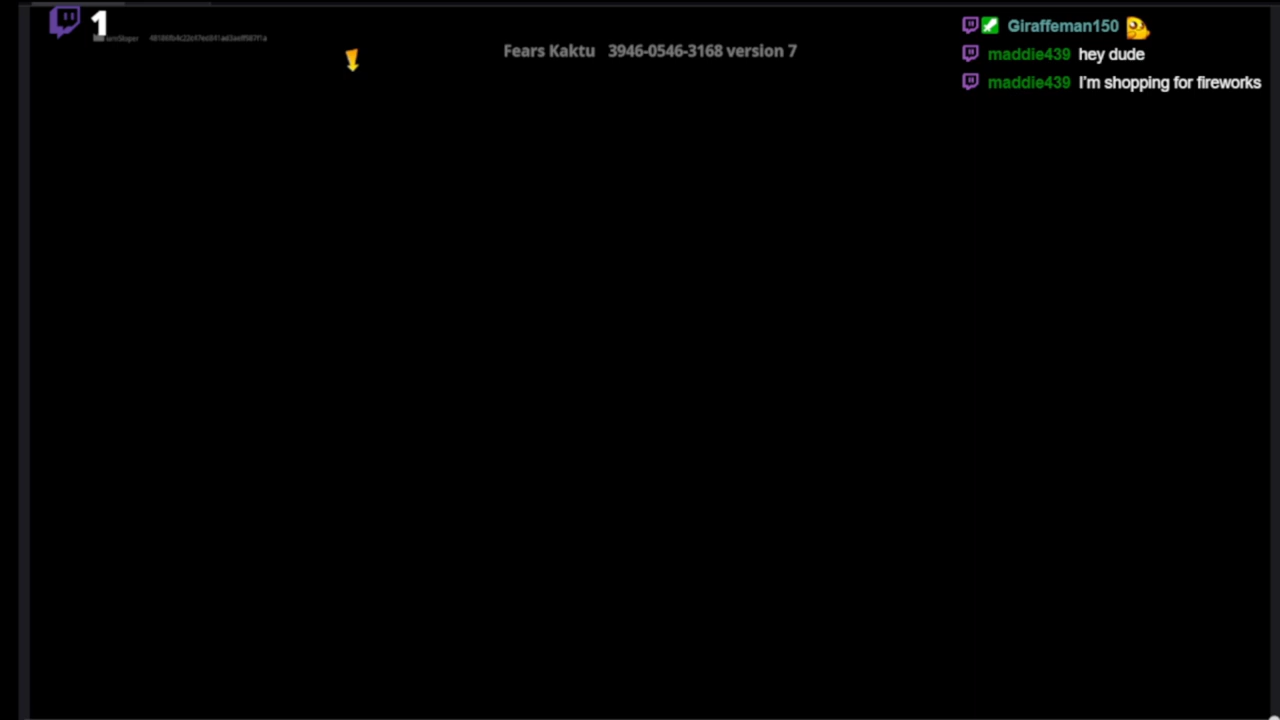 1
Fears Kaktu 3946-0546-3168 version 7
Giraffeman150
maddie439 hey dude
maddie439 I'm shopping for fireworks